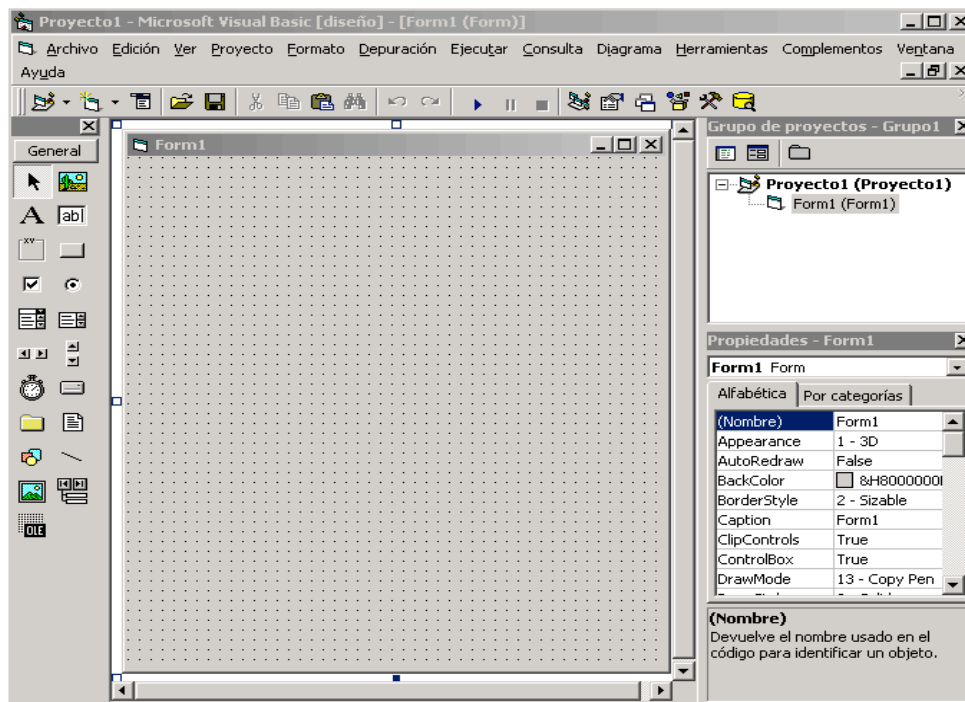 Proyecto1 - Microsoft Visual Basic [diseño] - [Form1 (Form)]
Archivo Edición Ver Proyecto Formato Depuración Ejecutar Consulta Diagrama Herramientas Complementos Ventana
Ayuda
General
A ab|
XY
OLE
Form1
Grupo de proyectos - Grupo1
Proyecto1 (Proyecto1)
Form1 (Form1)
Propiedades - Form1
Form1 Form
Alfabética Por categorías
(Nombre) Form1
Appearance 1 - 3D
AutoRedraw False
BackColor &H8000000
BorderStyle 2 - Sizable
Caption Form1
ClipControls True
ControlBox True
DrawMode 13 - Copy Pen
(Nombre)
Devuelve el nombre usado en el
código para identificar un objeto.